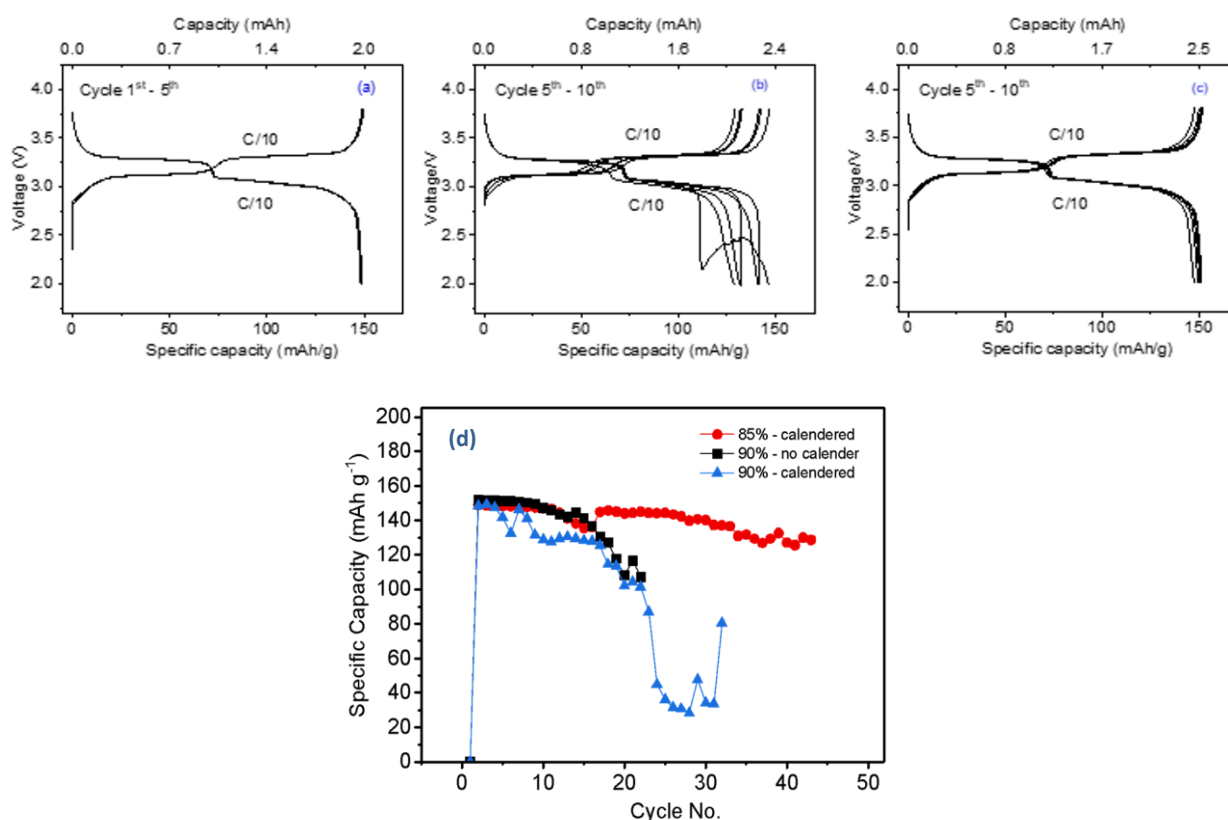 Capacity (mAh)
0.0 0.7 1.4 2.0
Cycle 1st - 5th
(a)
C/10
C/10
4.0
3.5
3.0
2.5
2.0
Voltage (V)
0 50 100 150
Specific capacity (mAh/g)
Capacity (mAh)
0.0 0.8 1.6 2.4
Cycle 5th - 10th
(b)
C/10
C/10
4.0
3.5
3.0
2.5
2.0
Voltage/V
0 50 100 150
Specific capacity (mAh/g)
Capacity (mAh)
0.0 0.8 1.7 2.5
Cycle 5th - 10th
(c)
C/10
C/10
4.0
3.5
3.0
2.5
2.0
Voltage/V
0 50 100 150
Specific capacity (mAh/g)
(d)
85% - calendered
90% - no calender
90% - calendered
200
180
160
140
120
100
80
60
40
20
0
Specific Capacity (mAh g-1)
0 10 20 30 40 50
Cycle No.